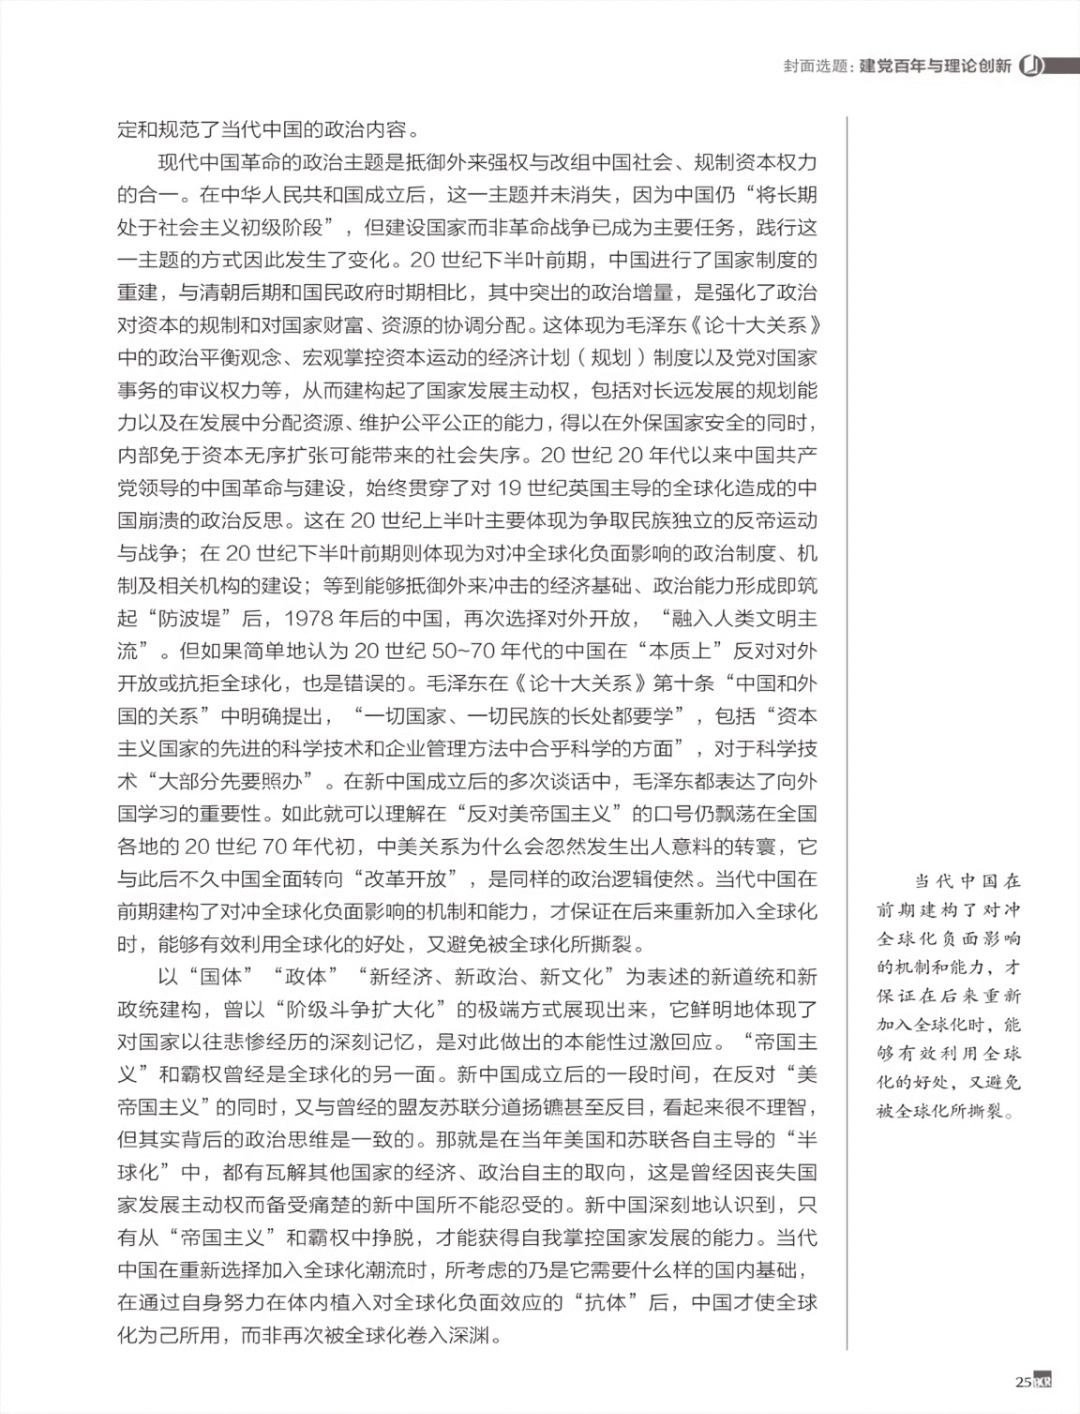 封面选题：建党百年与理论创新
定和规范了当代中国的政治内容。
现代中国革命的政治主题是抵御外来强权与改组中国社会、规制资本权力
的合一。在中华人民共和国成立后，这一主题并未消失，因为中国仍“将长期
处于社会主义初级阶段”，但建设国家而非革命战争已成为主要任务，践行这
一主题的方式因此发生了变化。20 世纪下半叶前期，中国进行了国家制度的
重建，与清朝后期和国民政府时期相比，其中突出的政治增量，是强化了政治
对资本的规制和对国家财富、资源的协调分配。这体现为毛泽东《论十大关系》
中的政治平衡观念、宏观掌控资本运动的经济计划（规划）制度以及党对国家
事务的审议权力等，从而建构起了国家发展主动权，包括对长远发展的规划能
力以及在发展中分配资源、维护公平公正的能力，得以在外保国家安全的同时，
内部免于资本无序扩张可能带来的社会失序。20 世纪 20 年代以来中国共产
党领导的中国革命与建设，始终贯穿了对 19 世纪英国主导的全球化造成的中
国崩溃的政治反思。这在 20 世纪上半叶主要体现为争取民族独立的反帝运动
与战争；在 20 世纪下半叶前期则体现为对冲全球化负面影响的政治制度、机
制及相关机构的建设；等到能够抵御外来冲击的经济基础、政治能力形成即筑
起“防波堤”后，1978 年后的中国，再次选择对外开放，“融入人类文明主
流”。但如果简单地认为 20 世纪 50~70 年代的中国在“本质上”反对对外
开放或抗拒全球化，也是错误的。毛泽东在《论十大关系》第十条“中国和外
国的关系”中明确提出，“一切国家、一切民族的长处都要学”，包括“资本
主义国家的先进的科学技术和企业管理方法中合乎科学的方面”，对于科学技
术“大部分先要照办”。在新中国成立后的多次谈话中，毛泽东都表达了向外
国学习的重要性。如此就可以理解在“反对美帝国主义”的口号仍飘荡在全国
各地的 20 世纪 70 年代初，中美关系为什么会忽然发生出人意料的转寰，它
与此后不久中国全面转向“改革开放”，是同样的政治逻辑使然。当代中国在
前期建构了对冲全球化负面影响的机制和能力，才保证在后来重新加入全球化
时，能够有效利用全球化的好处，又避免被全球化所撕裂。
以“国体”“政体”“新经济、新政治、新文化”为表述的新道统和新
政统建构，曾以“阶级斗争扩大化”的极端方式展现出来，它鲜明地体现了
对国家以往悲惨经历的深刻记忆，是对此做出的本能性过激回应。“帝国主
义”和霸权曾经是全球化的另一面。新中国成立后的一段时间，在反对“美
帝国主义”的同时，又与曾经的盟友苏联分道扬镳甚至反目，看起来很不理智，
但其实背后的政治思维是一致的。那就是在当年美国和苏联各自主导的“半
球化”中，都有瓦解其他国家的经济、政治自主的取向，这是曾经因丧失国
家发展主动权而备受痛楚的新中国所不能忍受的。新中国深刻地认识到，只
有从“帝国主义”和霸权中挣脱，才能获得自我掌控国家发展的能力。当代
中国在重新选择加入全球化潮流时，所考虑的乃是它需要什么样的国内基础，
在通过自身努力在体内植入对全球化负面效应的“抗体”后，中国才使全球
化为己所用，而非再次被全球化卷入深渊。
当代中国在
前期建构了对冲
全球化负面影响
的机制和能力，才
保证在后来重新
加入全球化时，能
够有效利用全球
化的好处，又避免
被全球化所撕裂。
25